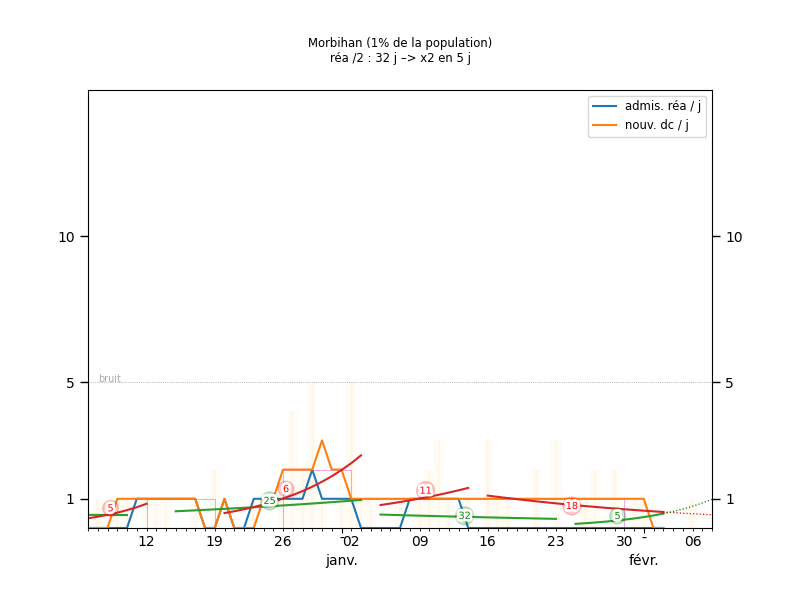 Morbihan (1% de la population)
réa /2 : 32 j –> x2 en 5 j
admis. réa / j
nouv. dc / j
10 10
bruit
5 5
1 1
5 25 6 11 32 18 5
12 19 26 02 09 16 23 30 06
janv. févr.